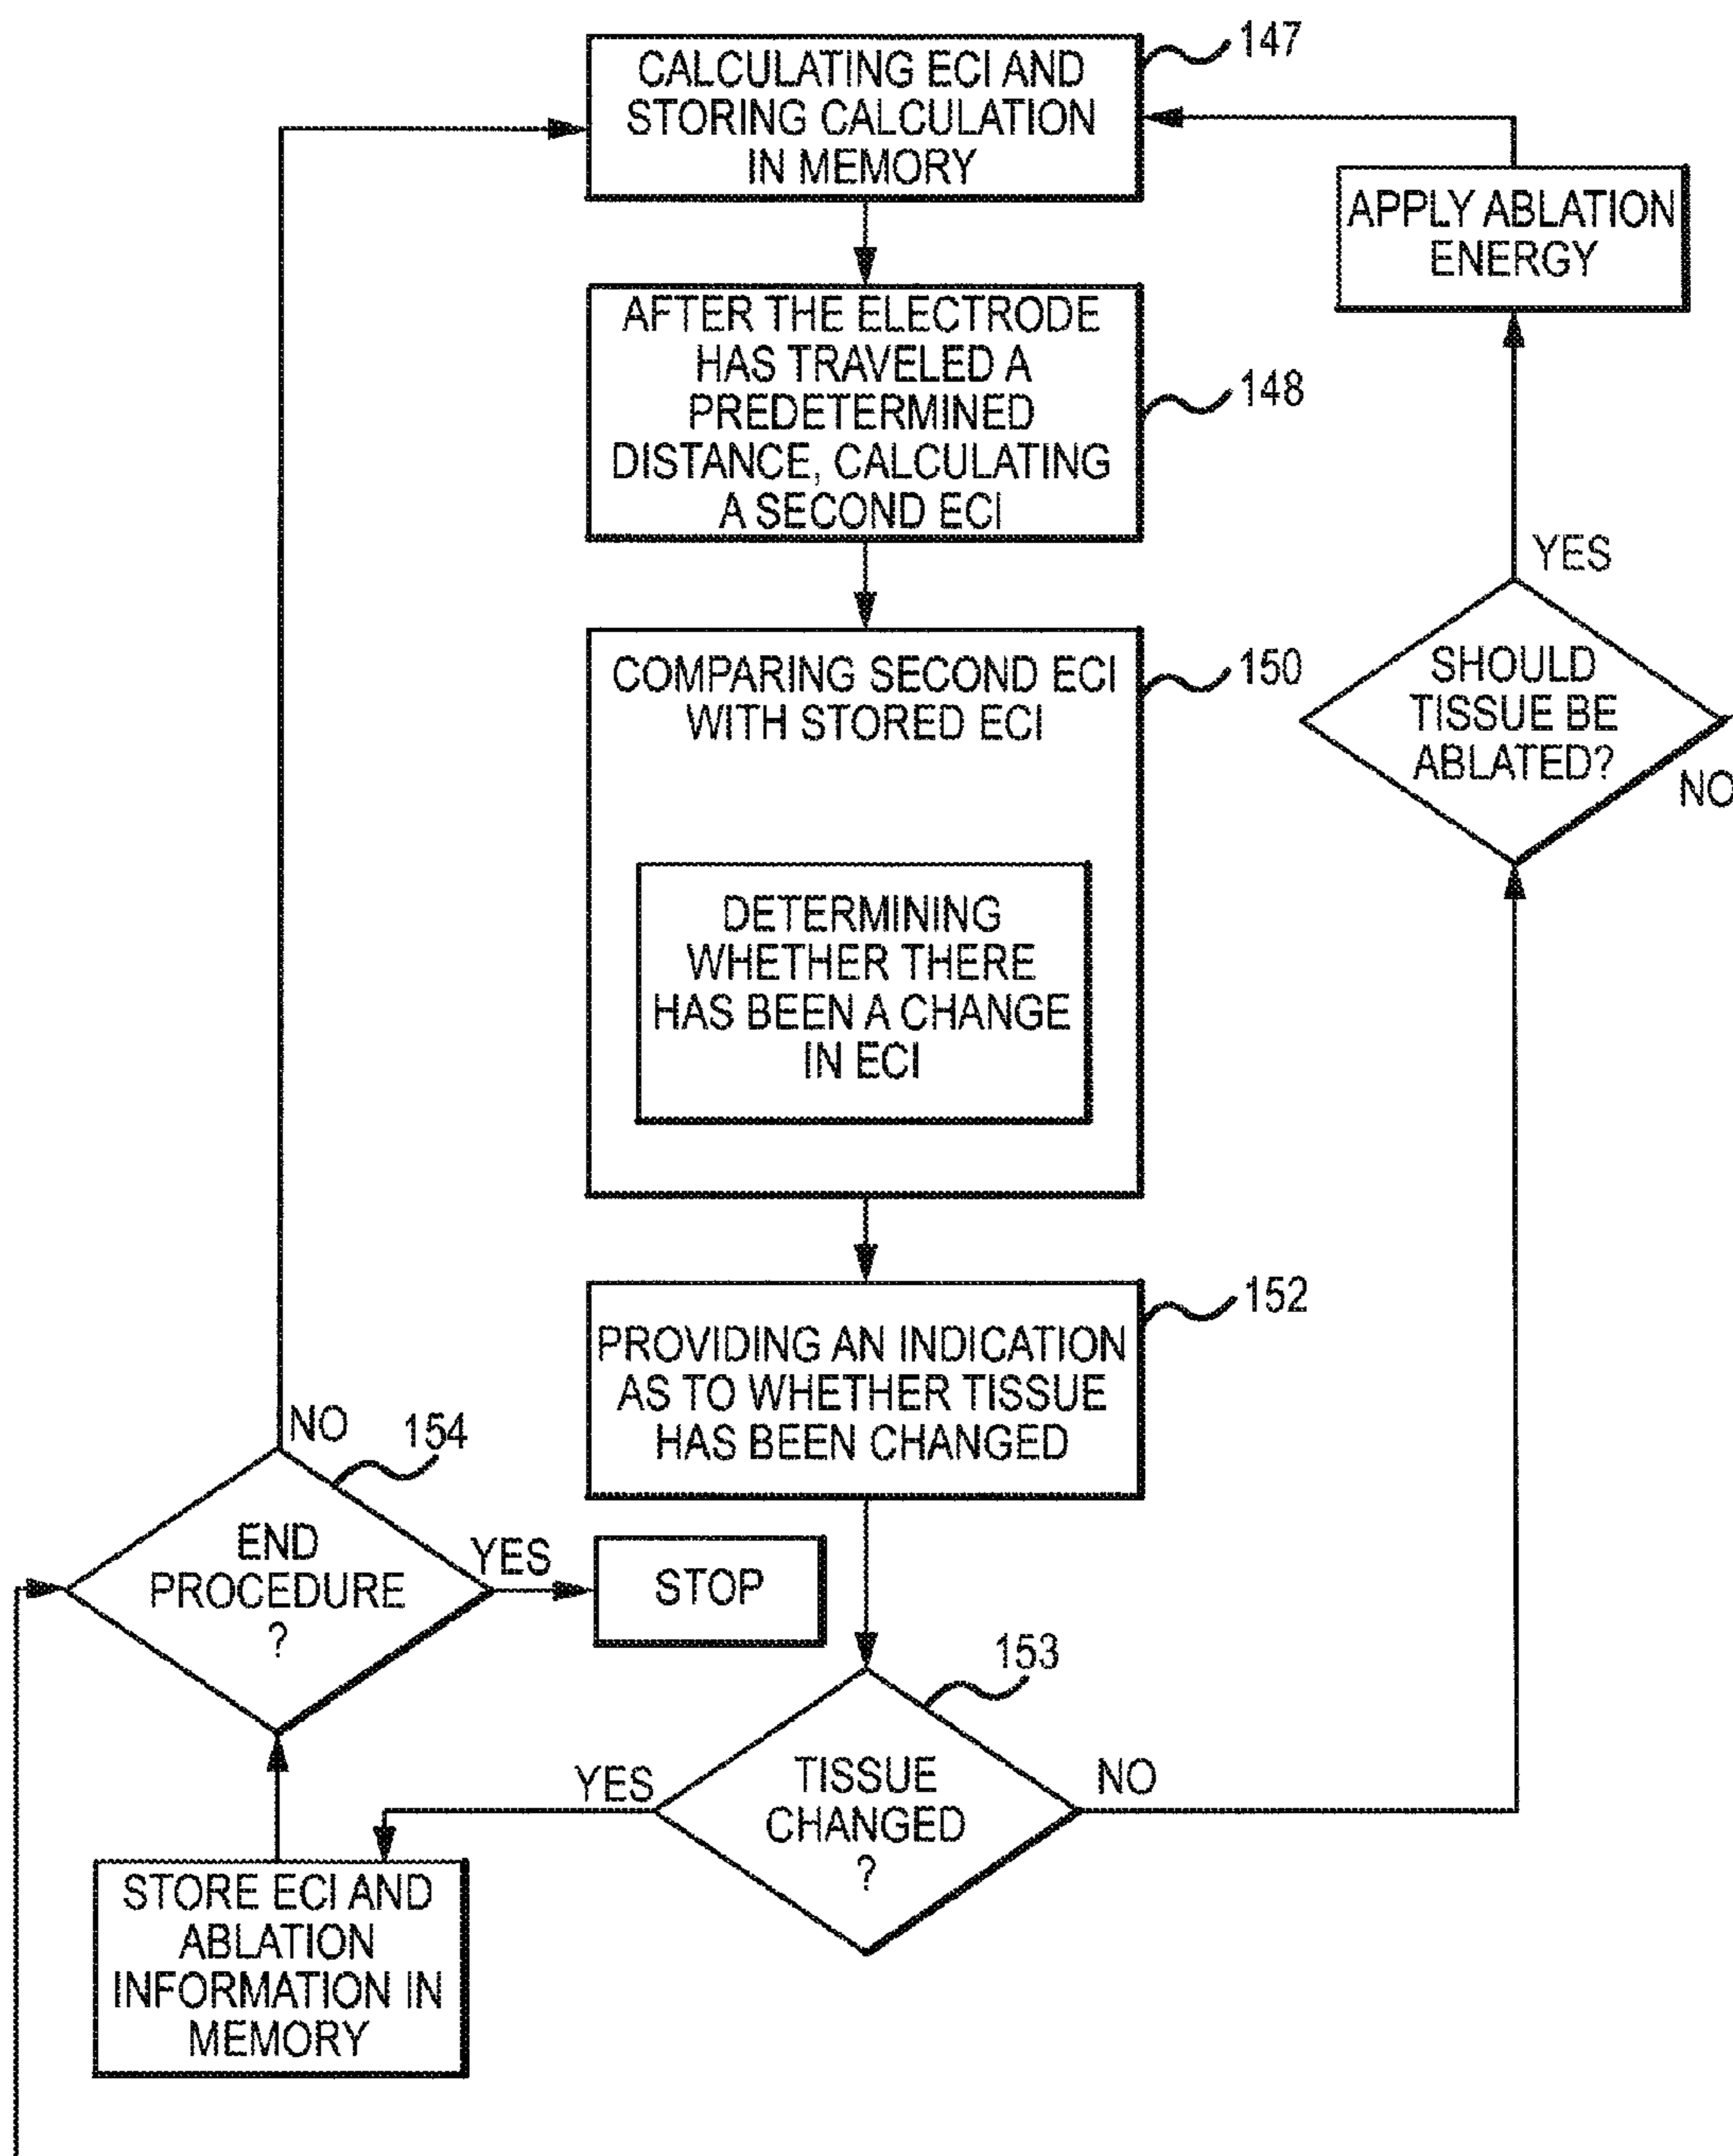 CALCULATING ECI AND
STORING CALCULATION
IN MEMORY
147
APPLY ABLATION
ENERGY
AFTER THE ELECTRODE
HAS TRAVELED A
PREDETERMINED
DISTANCE, CALCULATING
A SECOND ECI
148
YES
SHOULD
TISSUE BE
ABLATED?
NO
COMPARING SECOND ECI
WITH STORED ECI
150
DETERMINING
WHETHER THERE
HAS BEEN A CHANGE
IN ECI
PROVIDING AN INDICATION
AS TO WHETHER TISSUE
HAS BEEN CHANGED
152
NO
154
END
PROCEDURE
?
YES
STOP
153
TISSUE
CHANGED
?
YES
NO
STORE ECI AND
ABLATION
INFORMATION IN
MEMORY